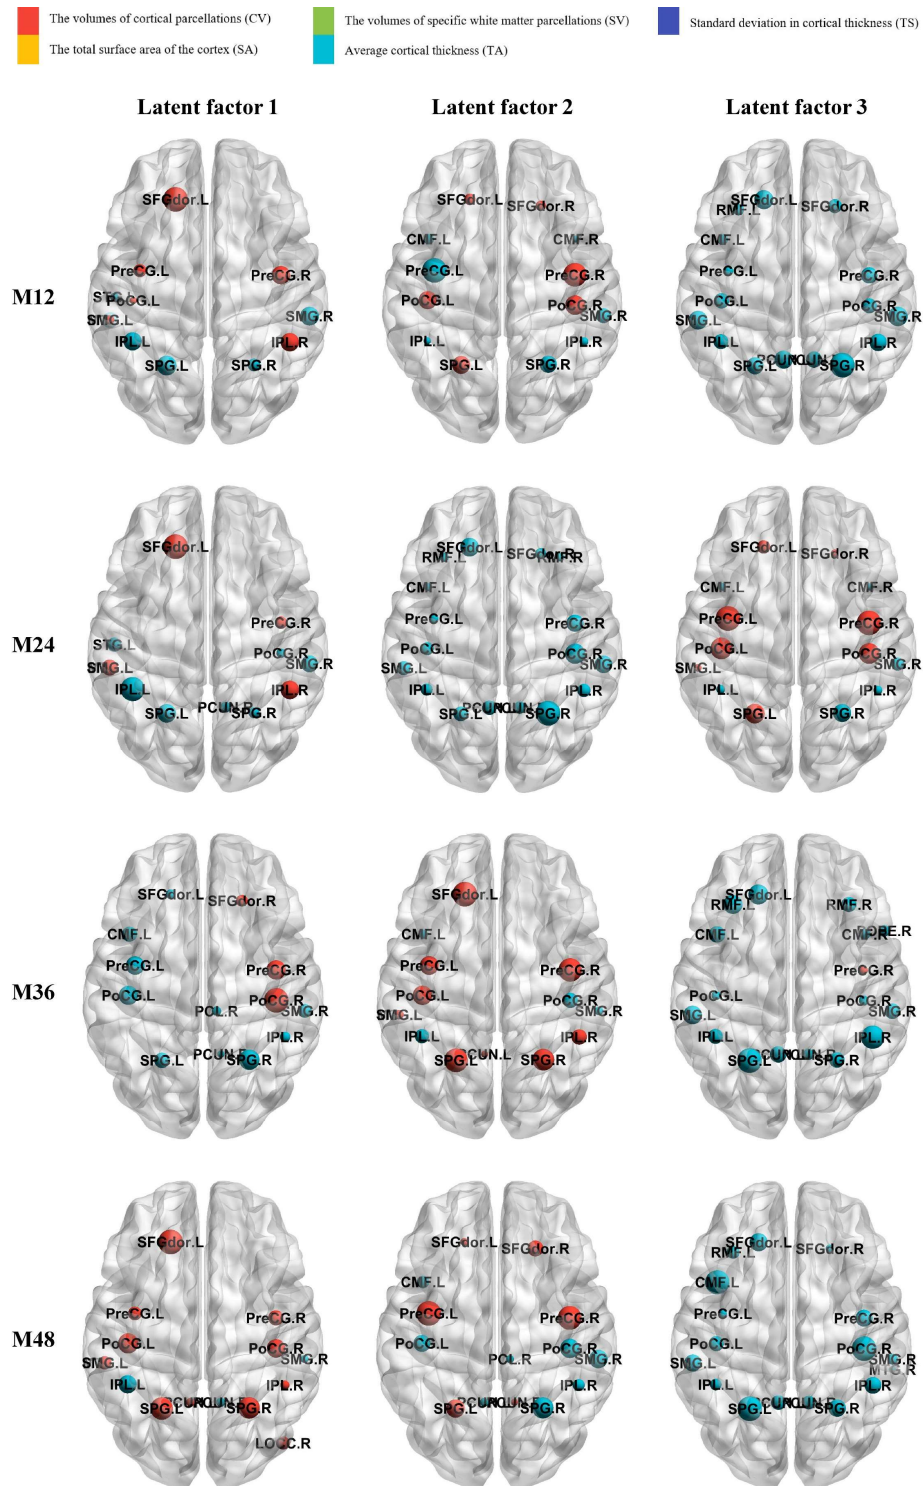 The volumes of cortical parcellations (CV)
The volumes of specific white matter parcellations (SV)
Standard deviation in cortical thickness (TS)
The total surface area of the cortex (SA)
Average cortical thickness (TA)
Latent factor 1
Latent factor 2
Latent factor 3
M12
SFGdor.L
PreCG.L
PreCG.R
STG.L
PoCG.L
SMG.L
SMG.R
IPL.L
IPL.R
SPG.L
SPG.R
SFGdor.L
SFGdor.R
CMF.L
CMF.R
PreCG.L
PreCG.R
PoCG.L
PoCG.R
SMG.R
IPL.L
IPL.R
SPG.L
SPG.R
SFGdor.L
SFGdor.R
RMF.L
CMF.L
PreCG.L
PreCG.R
PoCG.L
PoCG.R
SMG.L
SMG.R
IPL.L
IPL.R
SPG.L
SPG.R
M24
SFGdor.L
PreCG.R
STG.L
PoCG.R
SMG.L
SMG.R
IPL.L
IPL.R
SPG.L
PCUN.R
SPG.R
SFGdor.L
SFGdor.R
RMF.L
RMF.R
CMF.L
PreCG.L
PreCG.R
PoCG.L
PoCG.R
SMG.L
SMG.R
IPL.L
IPL.R
SPG.L
SPG.R
SFGdor.L
SFGdor.R
CMF.L
CMF.R
PreCG.L
PreCG.R
PoCG.L
PoCG.R
SMG.L
SMG.R
IPL.L
IPL.R
SPG.L
SPG.R
M36
SFGdor.L
SFGdor.R
CMF.L
PreCG.L
PreCG.R
PoCG.L
PoCG.R
PCL.R
SMG.R
IPL.R
SPG.L
PCUN.R
SPG.R
SFGdor.L
CMF.L
PreCG.L
PreCG.R
PoCG.L
PoCG.R
SMG.L
SMG.R
IPL.L
IPL.R
SPG.L
PCUN.L
SPG.R
SFGdor.L
RMF.L
RMF.R
CMF.L
CMF.R
PreCG.R
PoCG.L
PoCG.R
SMG.L
SMG.R
IPL.L
IPL.R
SPG.L
SPG.R
M48
SFGdor.L
PreCG.L
PreCG.R
PoCG.L
PoCG.R
SMG.L
SMG.R
IPL.L
IPL.R
SPG.L
SPG.R
LOCC.R
SFGdor.L
SFGdor.R
CMF.L
PreCG.L
PreCG.R
PoCG.L
PoCG.R
PCL.R
SMG.R
IPL.R
SPG.L
SPG.R
SFGdor.L
SFGdor.R
RMF.L
CMF.L
PreCG.L
PreCG.R
PoCG.L
PoCG.R
SMG.L
SMG.R
MTG.R
IPL.L
IPL.R
SPG.L
SPG.R